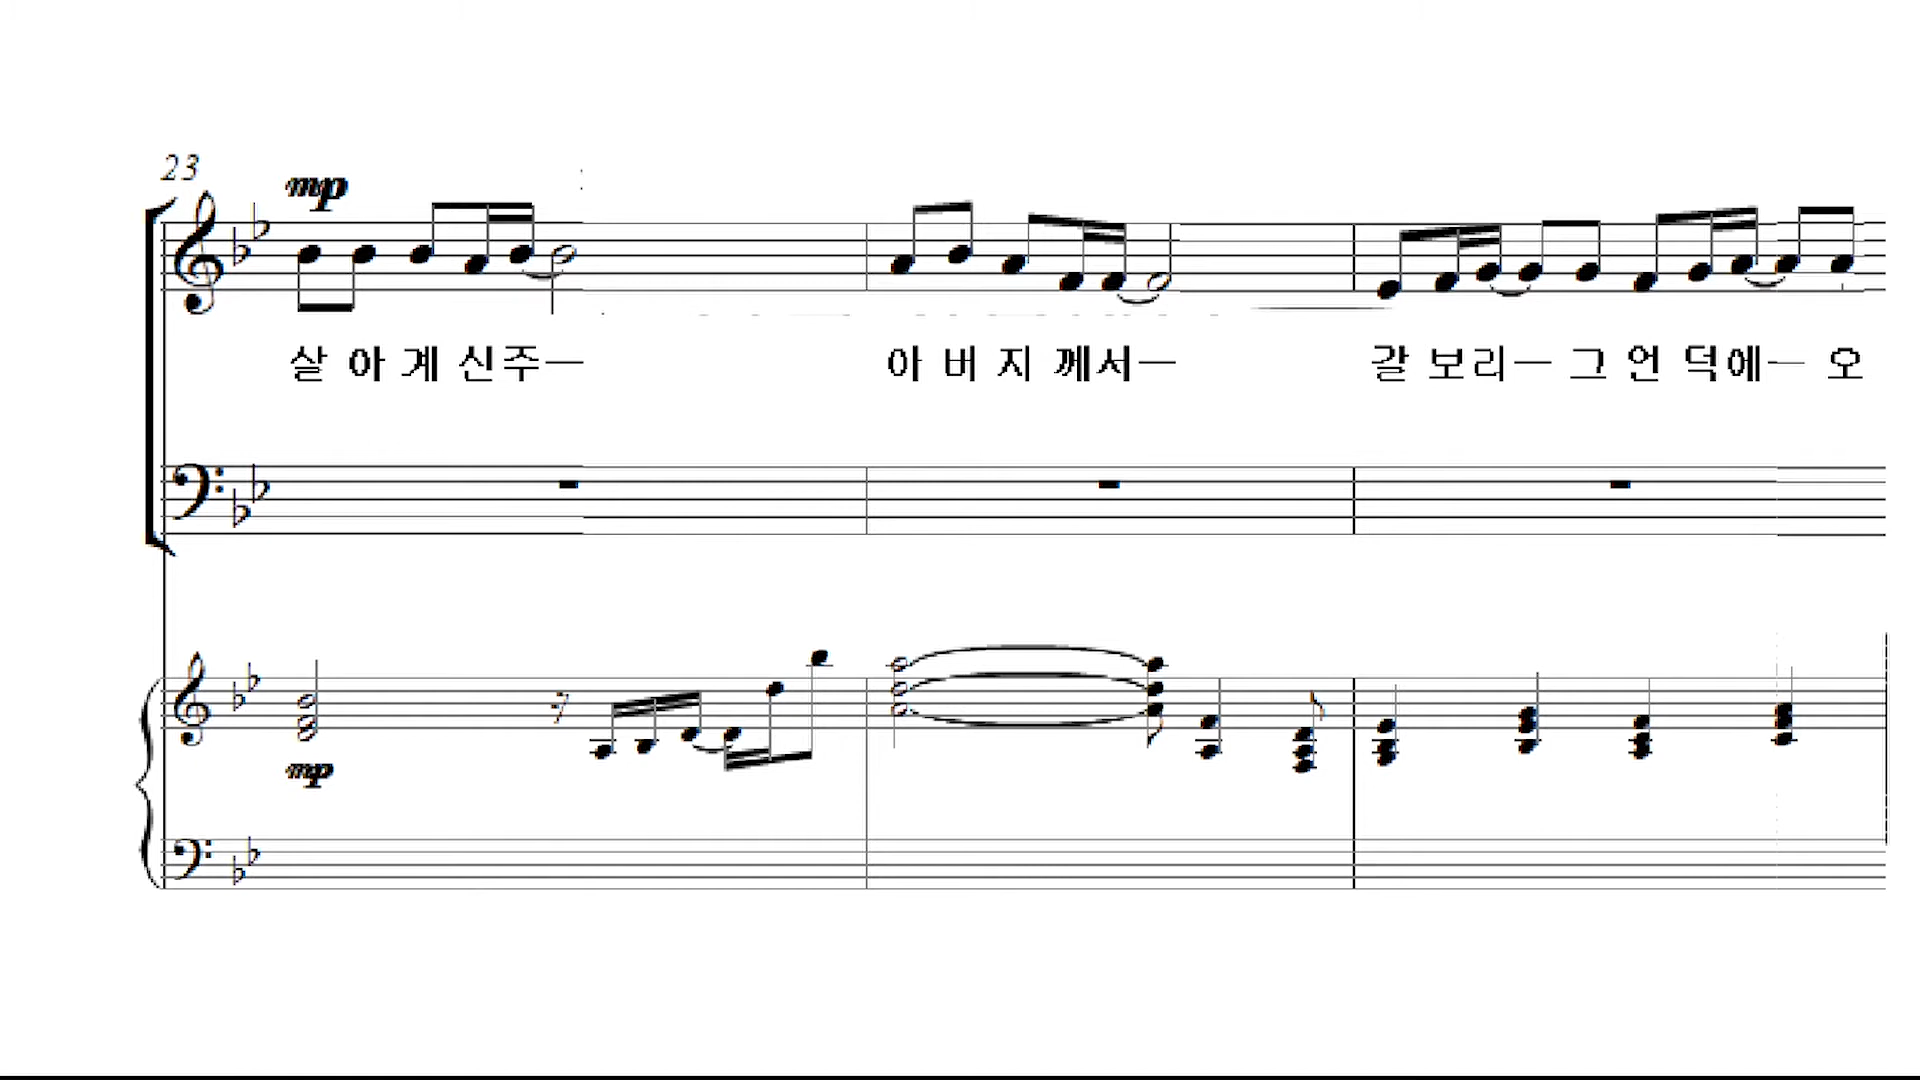 23
mp
살 아 계 신 주―
아 버 지 께 서―
갈 보 리― 그 언 덕 에― 오
mp